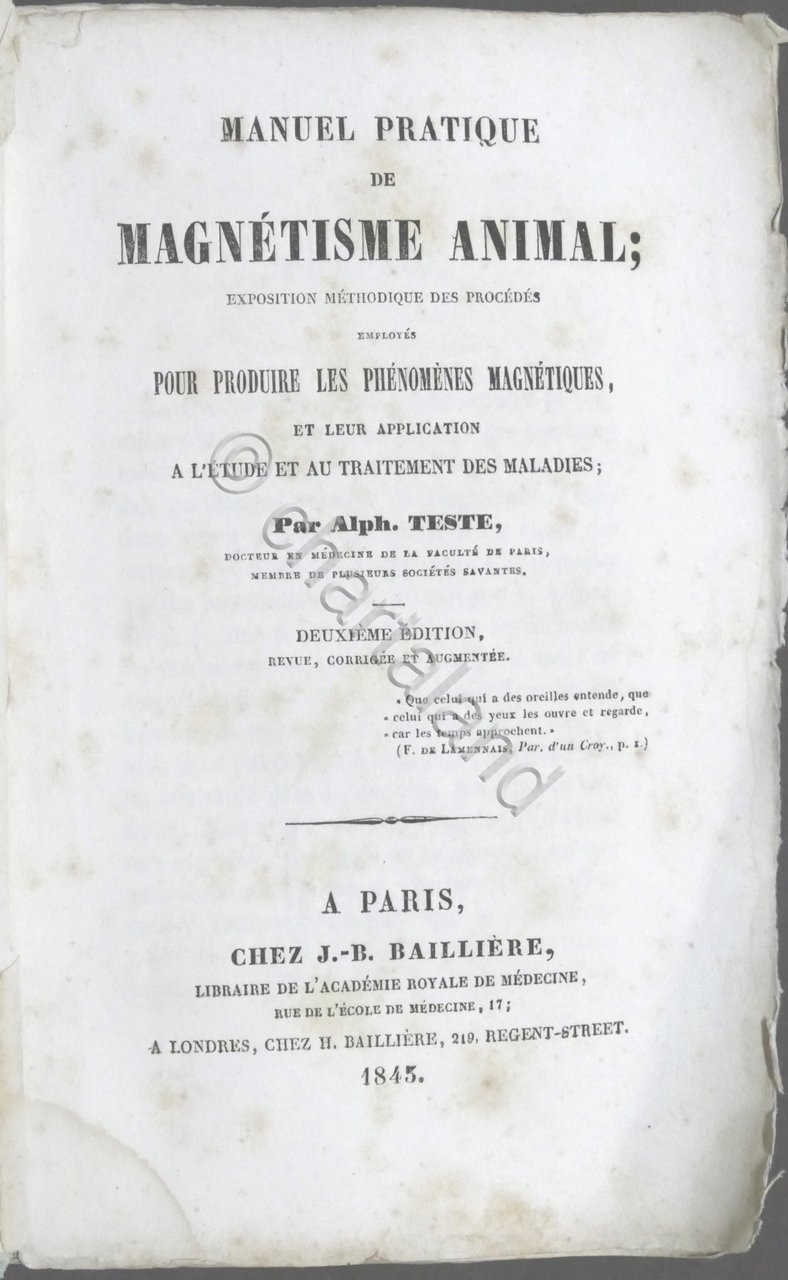 MANUEL PRATIQUE
DE
MAGNÉTISME ANIMAL;
EXPOSITION MÉTHODIQUE DES PROCÉDÉS
EMPLOYÉS
POUR PRODUIRE LES PHÉNOMÈNES MAGNÉTIQUES,
ET LEUR APPLICATION
A L'ÉTUDE ET AU TRAITEMENT DES MALADIES;
Par Alph. TESTE,
DOCTEUR EN MÉDECINE DE LA FACULTÉ DE PARIS,
MEMBRE DE PLUSIEURS SOCIÉTÉS SAVANTES.
DEUXIÈME ÉDITION,
REVUE, CORRIGÉE ET AUGMENTÉE.
« Que celui qui a des oreilles entende, que
« celui qui a des yeux les ouvre et regarde,
« car les temps approchent. »
(F. DE LAMENNAIS, Par. d'un Croy., p. 1.)
A PARIS,
CHEZ J.-B. BAILLIÈRE,
LIBRAIRE DE L'ACADÉMIE ROYALE DE MÉDECINE,
RUE DE L'ÉCOLE DE MÉDECINE, 17;
A LONDRES, CHEZ H. BAILLIÈRE, 219, REGENT-STREET.
1843.
© chartaland